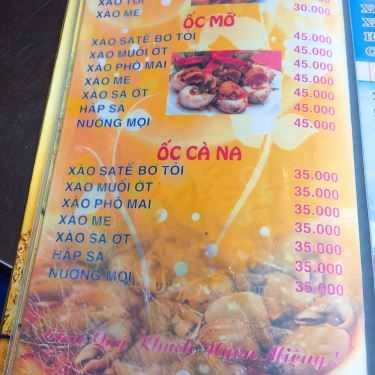 XÀO TỎI
XÀO ME 30.000
ỐC MỠ
XÀO SATẾ BƠ TỎI 45.000
XÀO MUỐI ỚT 45.000
XÀO PHÔ MAI 45.000
XÀO ME 45.000
XÀO SẢ ỚT 45.000
HẤP SẢ 45.000
NƯỚNG MỌI 45.000
ỐC CÀ NA
XÀO SATẾ BƠ TỎI 35.000
XÀO MUỐI ỚT 35.000
XÀO PHÔ MAI 35.000
XÀO ME 35.000
XÀO SẢ ỚT 35.000
HẤP SẢ 35.000
NƯỚNG MỌI 35.000
Chúc Quý Khách Ngon Miệng !